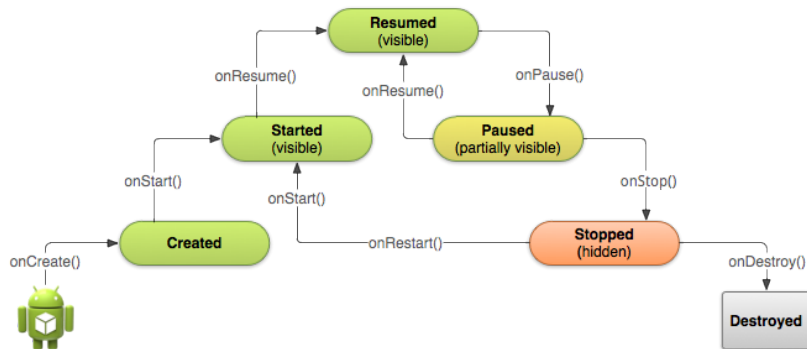 Resumed
(visible)
onResume()
onPause()
onResume()
Started
(visible)
Paused
(partially visible)
onStart()
onStart()
onStop()
Created
onRestart()
Stopped
(hidden)
onCreate()
onDestroy()
Destroyed